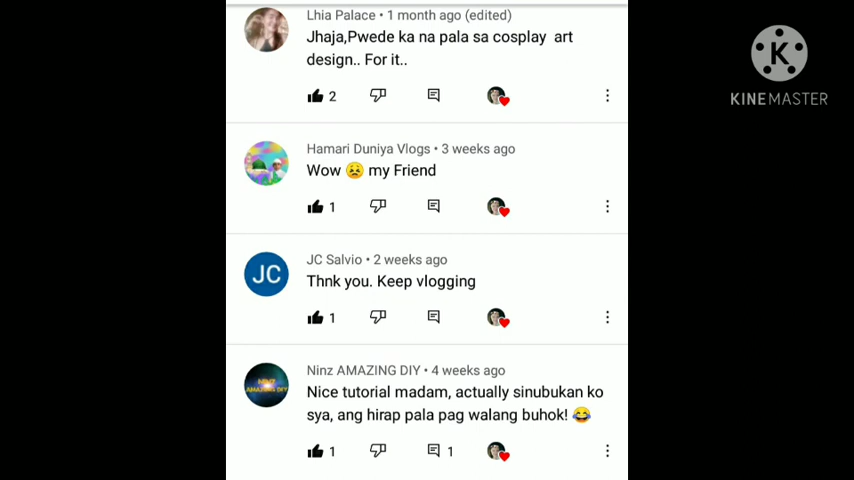 Lhia Palace • 1 month ago (edited)
Jhaja,Pwede ka na pala sa cosplay art
design.. For it..
2
Hamari Duniya Vlogs • 3 weeks ago
Wow 😣 my Friend
1
JC
JC Salvio • 2 weeks ago
Thnk you. Keep vlogging
1
Ninz AMAZING DIY • 4 weeks ago
Nice tutorial madam, actually sinubukan ko
sya, ang hirap pala pag walang buhok! 😂
1 1
NINZ
AMAZING DIY
K
KINEMASTER